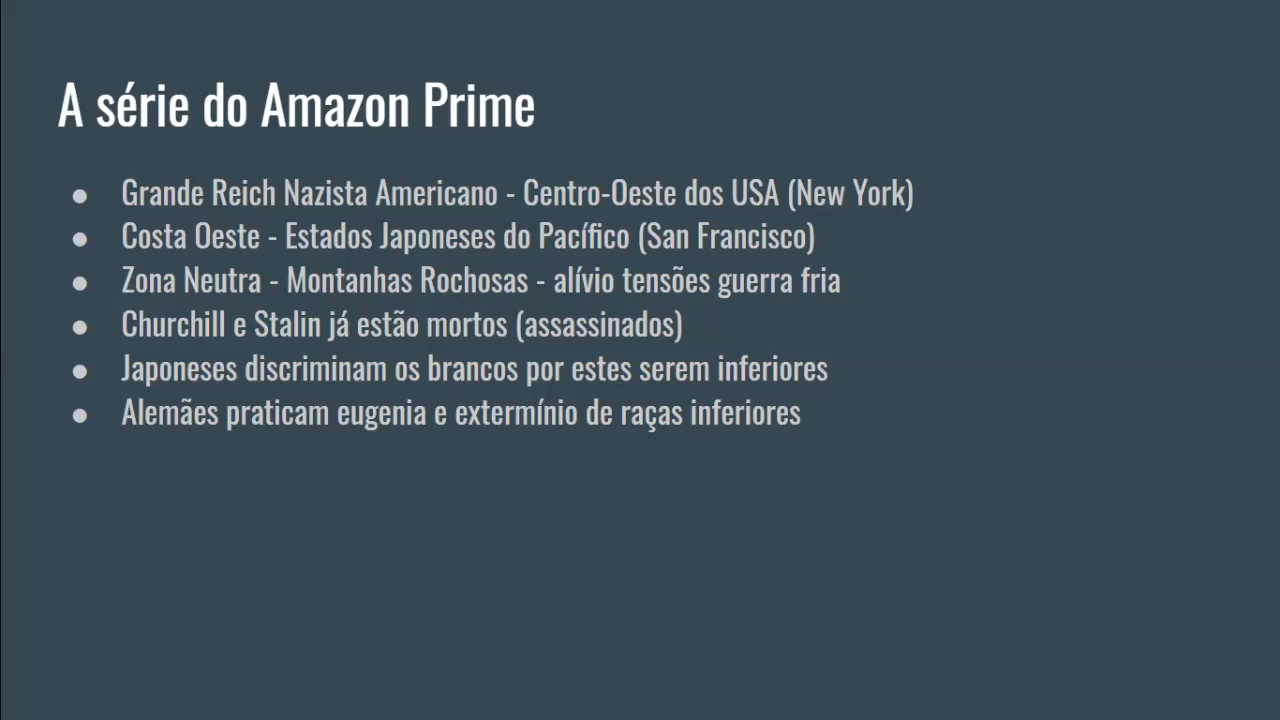 A série do Amazon Prime
● Grande Reich Nazista Americano - Centro-Oeste dos USA (New York)
● Costa Oeste - Estados Japoneses do Pacífico (San Francisco)
● Zona Neutra - Montanhas Rochosas - alívio tensões guerra fria
● Churchill e Stalin já estão mortos (assassinados)
● Japoneses discriminam os brancos por estes serem inferiores
● Alemães praticam eugenia e extermínio de raças inferiores